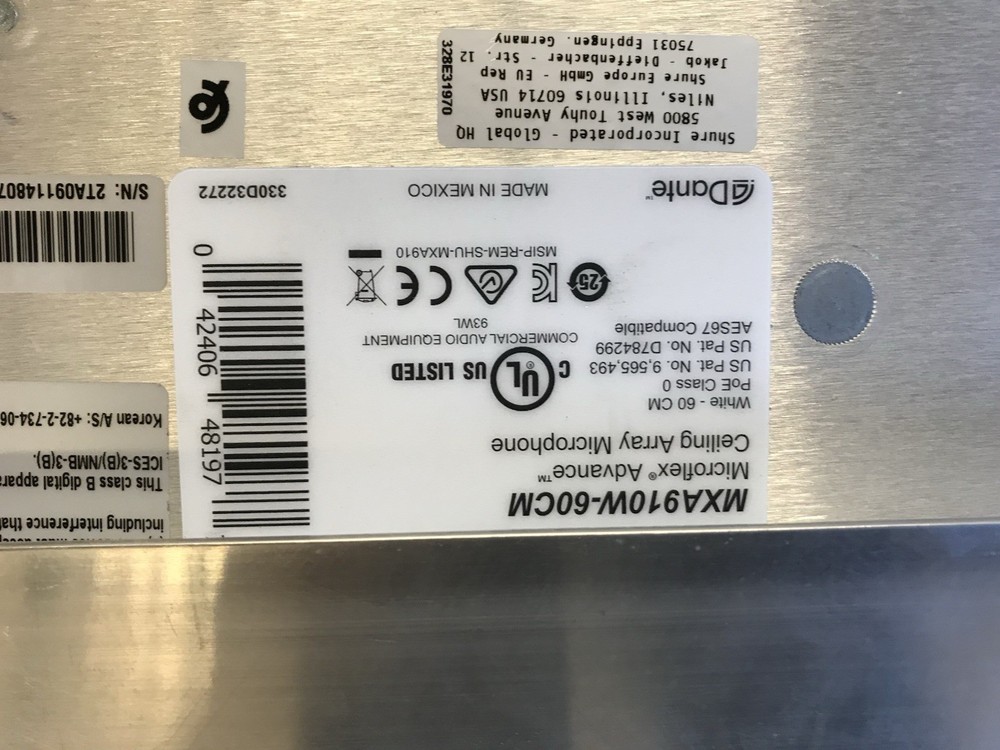 MXA910W-60CM
Microflex® Advance™
Ceiling Array Microphone
White - 60 CM
PoE Class 0
US Pat. No. 9,565,493
US Pat. No. D784299
AES67 Compatible
C UL® US LISTED
COMMERCIAL AUDIO EQUIPMENT
93WL
25
CE
MSIP-REM-SHU-MXA910
Dante™
MADE IN MEXICO
330D32272
0 42406 48197
Shure Incorporated - Global HQ
5800 West Touhy Avenue
Niles, Illinois 60714 USA
Shure Europe GmbH - EU Rep
Jakob - Dieffenbacher - Str. 12
75031 Eppingen. Germany
328E31970
including interference
This class B digital
ICES-3(B)/NMB-3(B).
Korean A/S: +82-2-734-06
S/N: 2TA09114807